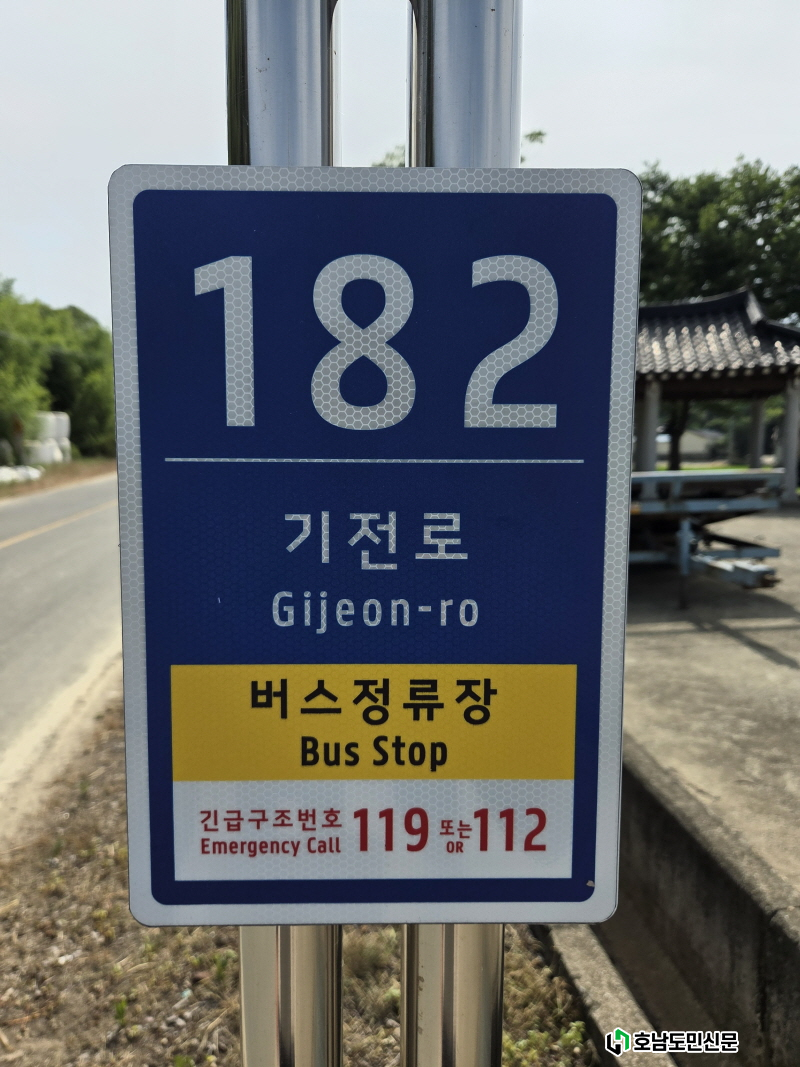 182
기전로
Gijeon-ro
버스정류장
Bus Stop
긴급구조번호 119 또는 112
Emergency Call OR
호남도민신문